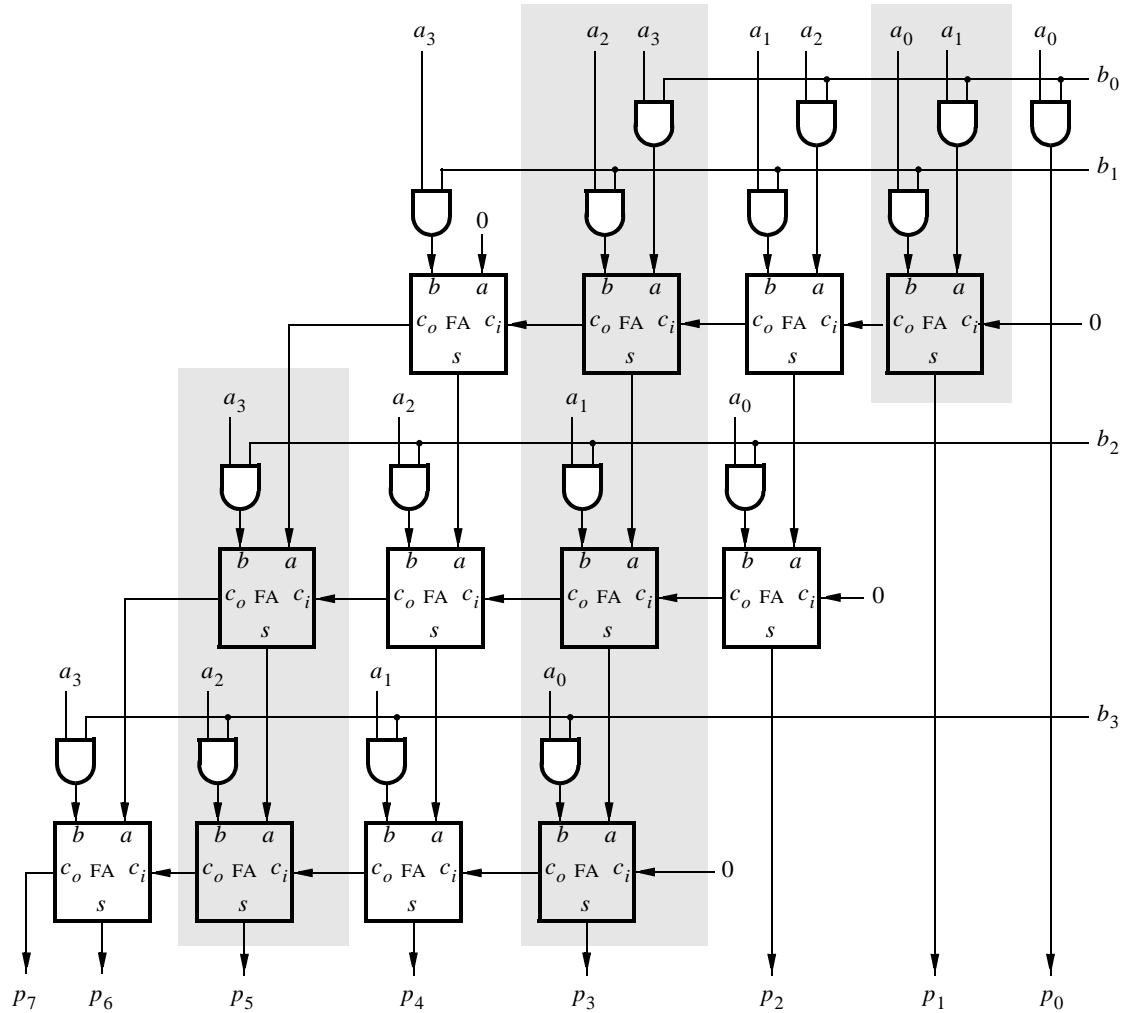 a3 a2 a3 a1 a2 a0 a1 a0
b0
b1
0
b a b a b a b a
co FA ci co FA ci co FA ci co FA ci 0
s s s s
a3 a2 a1 a0
b2
b a b a b a b a
co FA ci co FA ci co FA ci co FA ci 0
s s s s
a3 a2 a1 a0
b3
b a b a b a b a
co FA ci co FA ci co FA ci co FA ci 0
s s s s
p7 p6 p5 p4 p3 p2 p1 p0